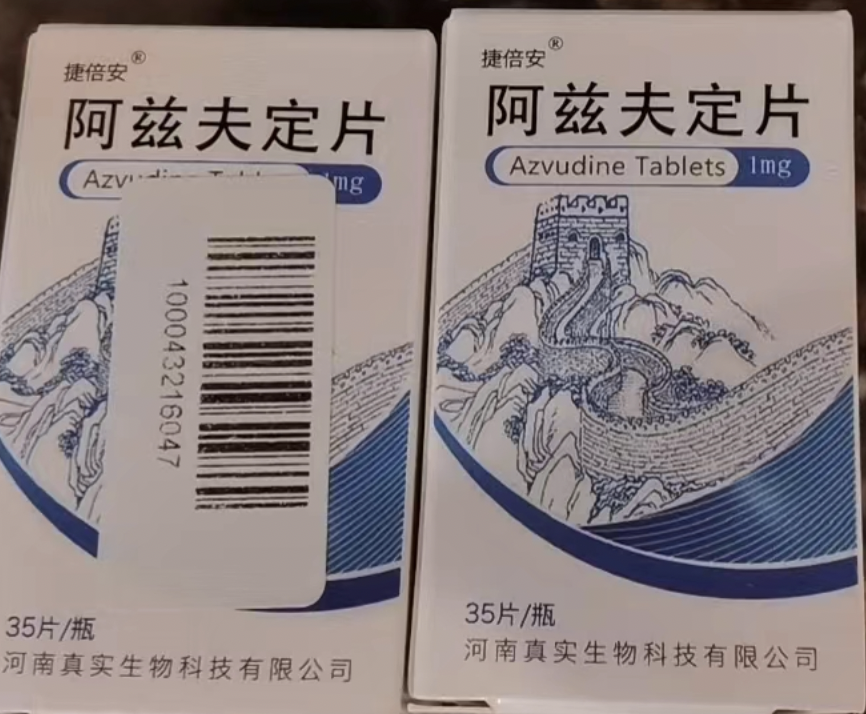 捷倍安®
阿兹夫定片
Azvudine
1mg
1000432216047
35片/瓶
河南真实生物科技有限公司
捷倍安®
阿兹夫定片
Azvudine Tablets 1mg
35片/瓶
河南真实生物科技有限公司